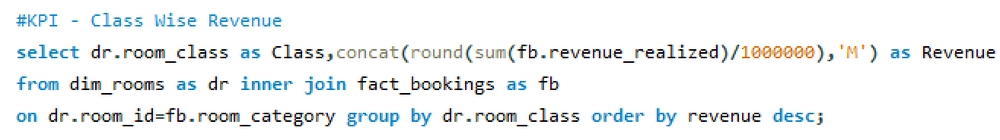 #KPI - Class Wise Revenue
select dr.room_class as Class,concat(round(sum(fb.revenue_realized)/1000000),'M') as Revenue
from dim_rooms as dr inner join fact_bookings as fb
on dr.room_id=fb.room_category group by dr.room_class order by revenue desc;